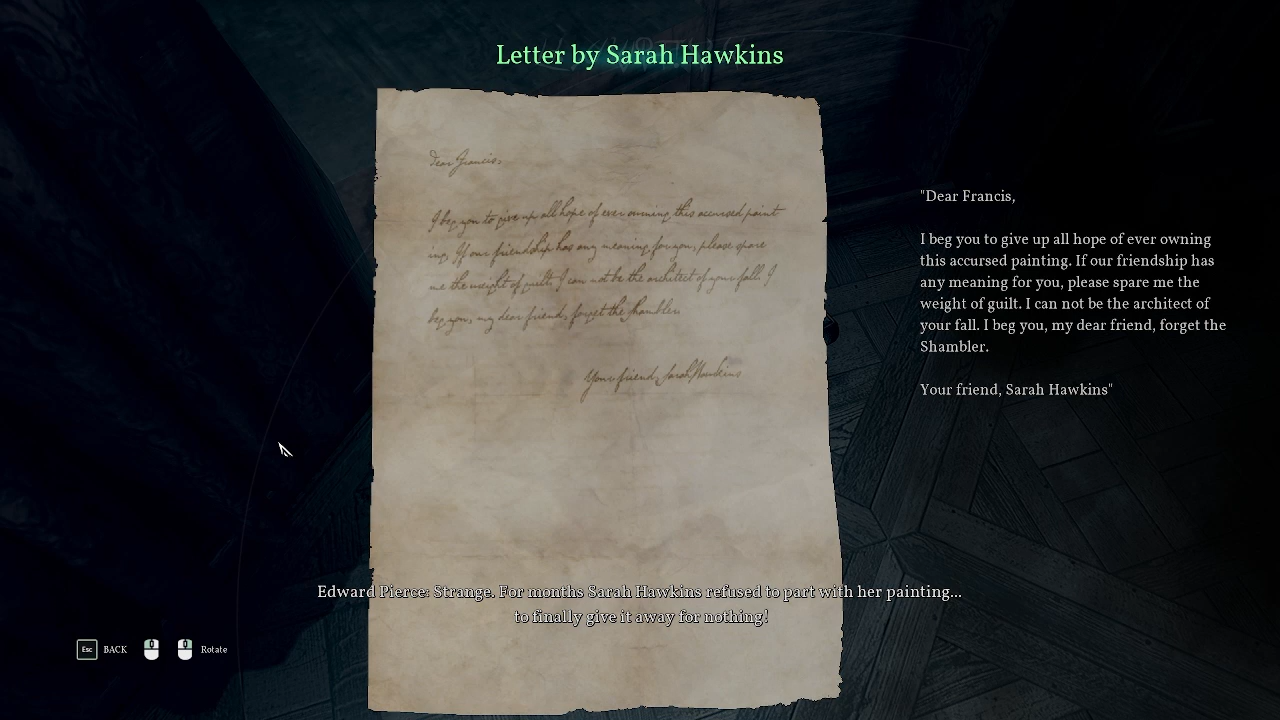 Letter by Sarah Hawkins
dear Francis,
I beg you to give up all hope of ever owning this accursed paint
ing. If our friendship has any meaning for you, please spare
me the weight of guilt. I can not be the architect of your fall. I
beg you, my dear friend, forget the Shambler.
Your friend, Sarah Hawkins
"Dear Francis,
I beg you to give up all hope of ever owning
this accursed painting. If our friendship has
any meaning for you, please spare me the
weight of guilt. I can not be the architect of
your fall. I beg you, my dear friend, forget the
Shambler.
Your friend, Sarah Hawkins"
Edward Pierce: Strange. For months Sarah Hawkins refused to part with her painting...
to finally give it away for nothing!
Esc BACK Rotate